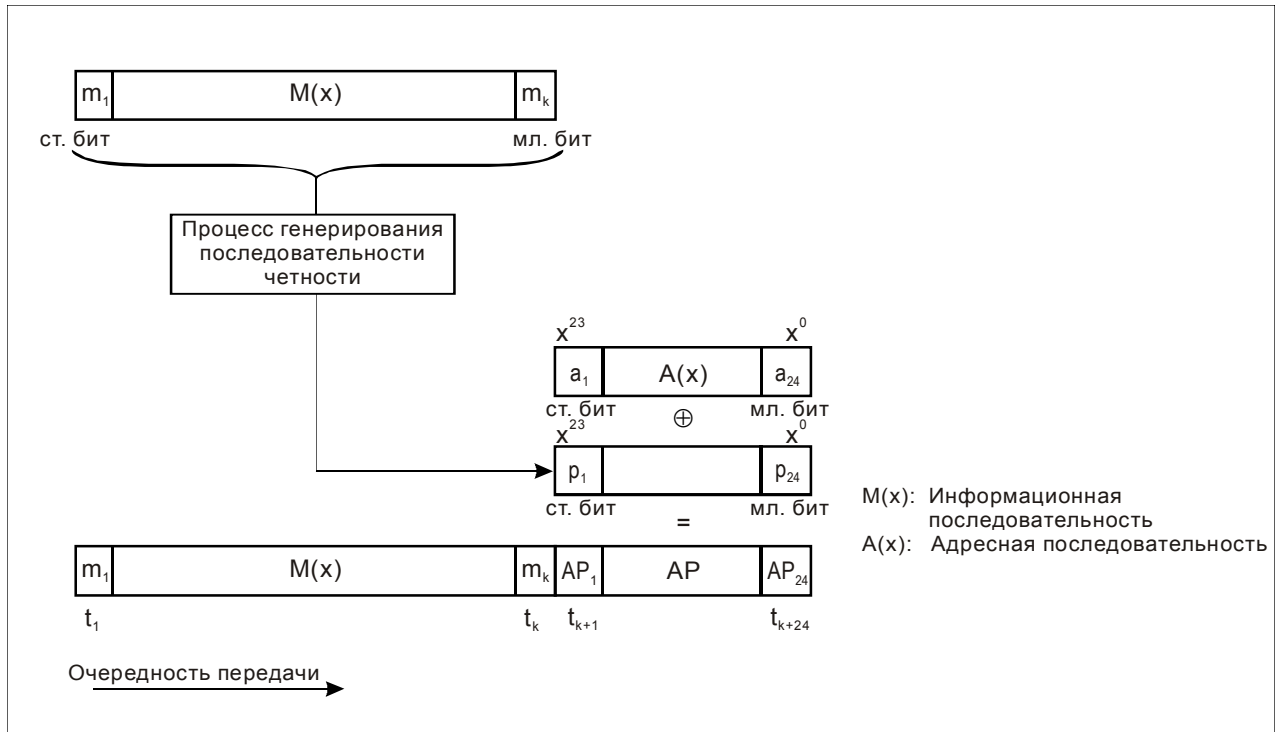 m₁ M(x) mₖ
ст. бит мл. бит
Процесс генерирования
последовательности
четности
x²³ x⁰
a₁ A(x) a₂₄
ст. бит ⊕ мл. бит
x²³ x⁰
p₁ p₂₄
ст. бит = мл. бит
M(x): Информационная
последовательность
A(x): Адресная последовательность
m₁ M(x) mₖ AP₁ AP AP₂₄
t₁ tₖ tₖ₊₁ tₖ₊₂₄
Очередность передачи